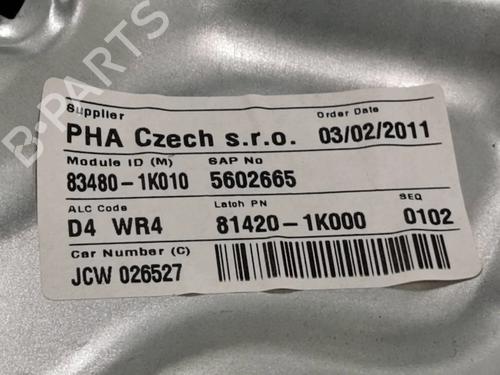 Supplier Order Date
PHA Czech s.r.o. 03/02/2011
Module ID (M) SAP No
83480-1K010 5602665
ALC Code Latch PN SEQ
D4 WR4 81420-1K000 0102
Car Number (C)
JCW 026527
B-PARTS